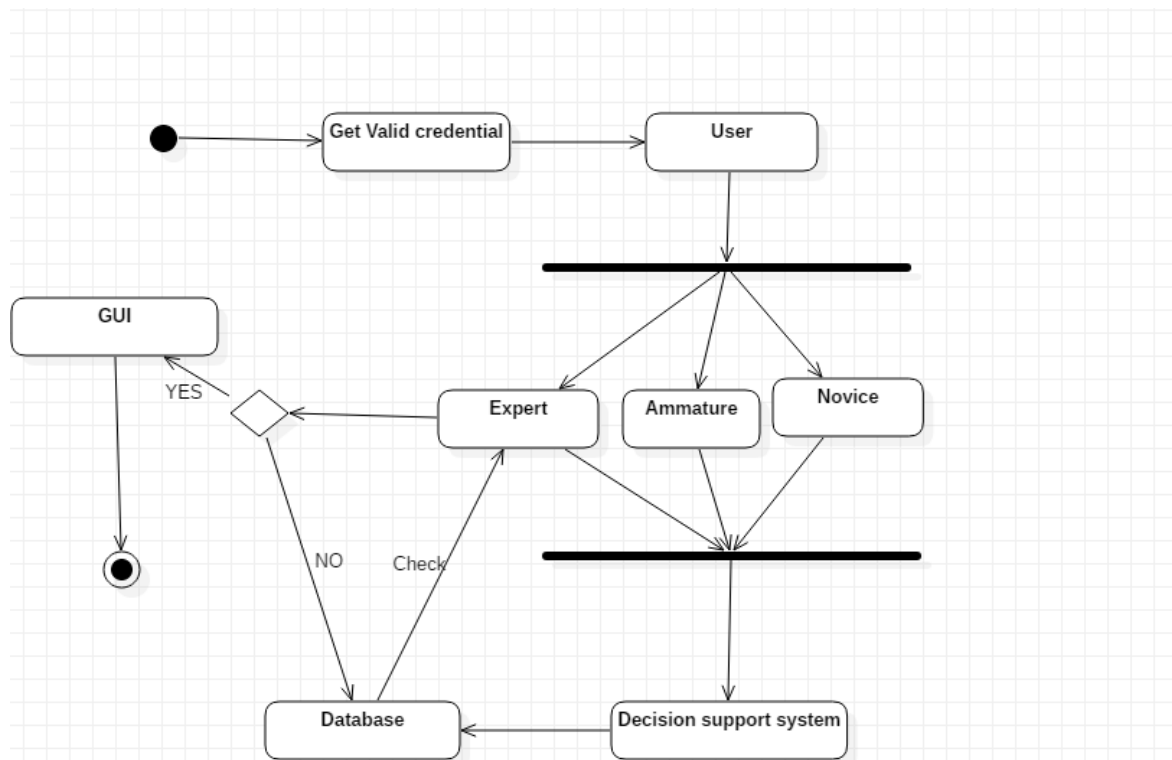 Get Valid credential
User
GUI
YES
Expert
Ammature
Novice
NO
Check
Database
Decision support system